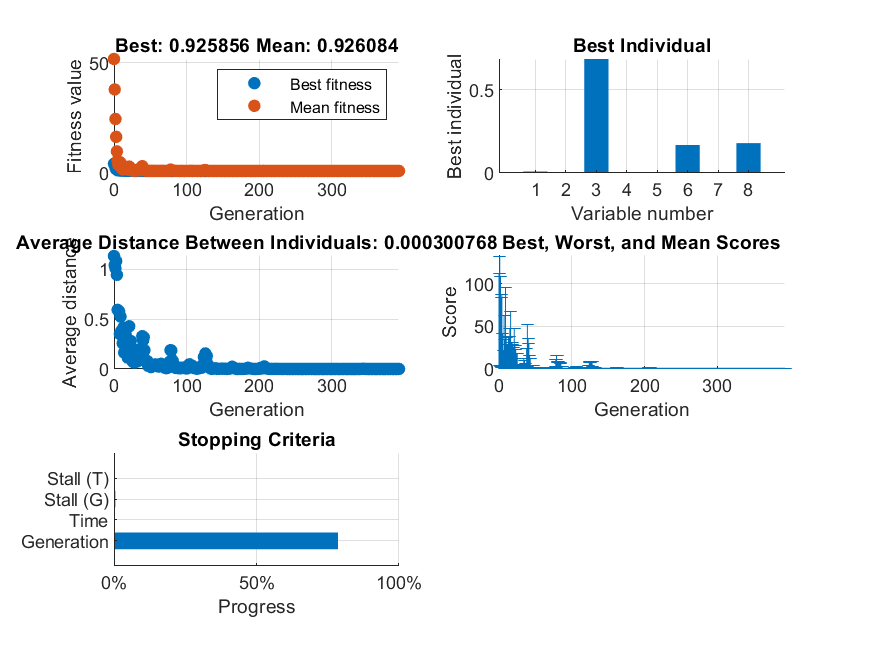 Best: 0.925856 Mean: 0.926084
Fitness value
50
0
Best fitness
Mean fitness
0 100 200 300
Generation
Best Individual
Best individual
0.5
0
1 2 3 4 5 6 7 8
Variable number
Average Distance Between Individuals: 0.000300768
Average distance
1
0.5
0
0 100 200 300
Generation
Best, Worst, and Mean Scores
Score
100
50
0
0 100 200 300
Generation
Stopping Criteria
Stall (T)
Stall (G)
Time
Generation
0% 50% 100%
Progress